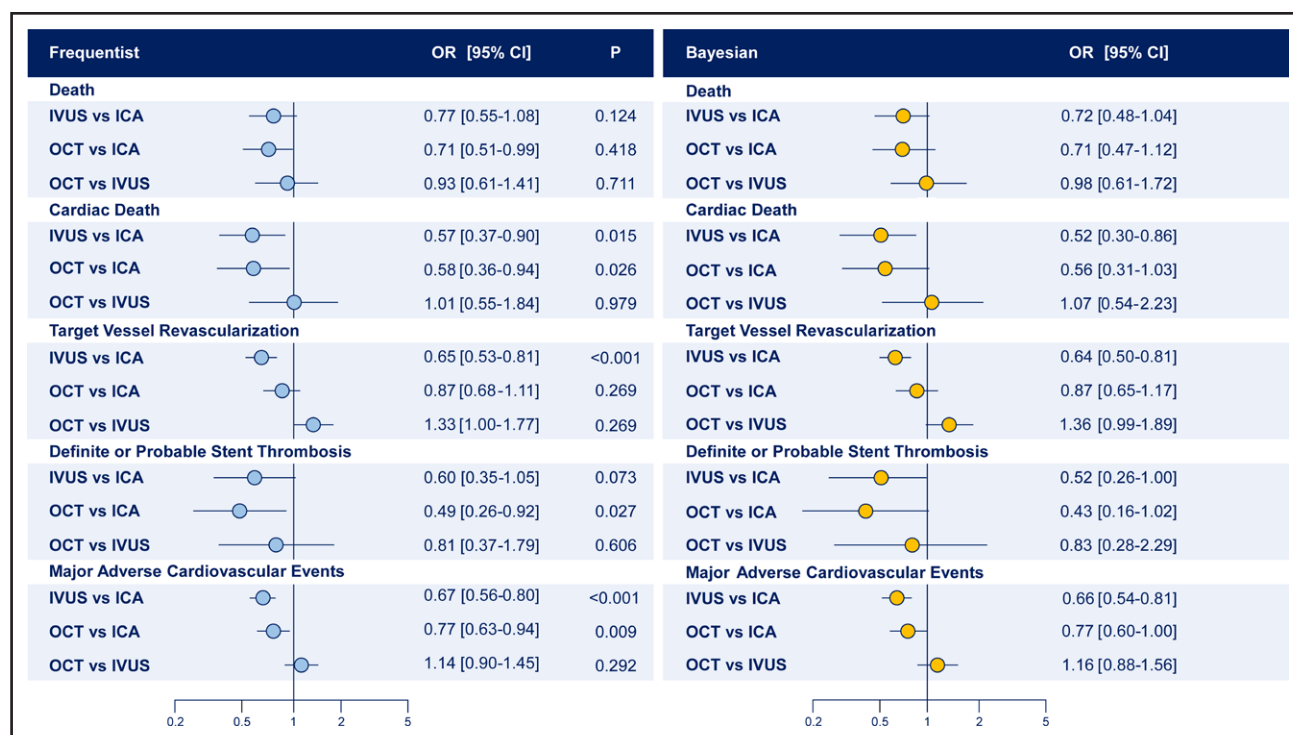 Frequentist OR [95% CI] P
Death
IVUS vs ICA 0.77 [0.55-1.08] 0.124
OCT vs ICA 0.71 [0.51-0.99] 0.418
OCT vs IVUS 0.93 [0.61-1.41] 0.711
Cardiac Death
IVUS vs ICA 0.57 [0.37-0.90] 0.015
OCT vs ICA 0.58 [0.36-0.94] 0.026
OCT vs IVUS 1.01 [0.55-1.84] 0.979
Target Vessel Revascularization
IVUS vs ICA 0.65 [0.53-0.81] <0.001
OCT vs ICA 0.87 [0.68-1.11] 0.269
OCT vs IVUS 1.33 [1.00-1.77] 0.269
Definite or Probable Stent Thrombosis
IVUS vs ICA 0.60 [0.35-1.05] 0.073
OCT vs ICA 0.49 [0.26-0.92] 0.027
OCT vs IVUS 0.81 [0.37-1.79] 0.606
Major Adverse Cardiovascular Events
IVUS vs ICA 0.67 [0.56-0.80] <0.001
OCT vs ICA 0.77 [0.63-0.94] 0.009
OCT vs IVUS 1.14 [0.90-1.45] 0.292
0.2 0.5 1 2 5
Bayesian OR [95% CI]
Death
IVUS vs ICA 0.72 [0.48-1.04]
OCT vs ICA 0.71 [0.47-1.12]
OCT vs IVUS 0.98 [0.61-1.72]
Cardiac Death
IVUS vs ICA 0.52 [0.30-0.86]
OCT vs ICA 0.56 [0.31-1.03]
OCT vs IVUS 1.07 [0.54-2.23]
Target Vessel Revascularization
IVUS vs ICA 0.64 [0.50-0.81]
OCT vs ICA 0.87 [0.65-1.17]
OCT vs IVUS 1.36 [0.99-1.89]
Definite or Probable Stent Thrombosis
IVUS vs ICA 0.52 [0.26-1.00]
OCT vs ICA 0.43 [0.16-1.02]
OCT vs IVUS 0.83 [0.28-2.29]
Major Adverse Cardiovascular Events
IVUS vs ICA 0.66 [0.54-0.81]
OCT vs ICA 0.77 [0.60-1.00]
OCT vs IVUS 1.16 [0.88-1.56]
0.2 0.5 1 2 5